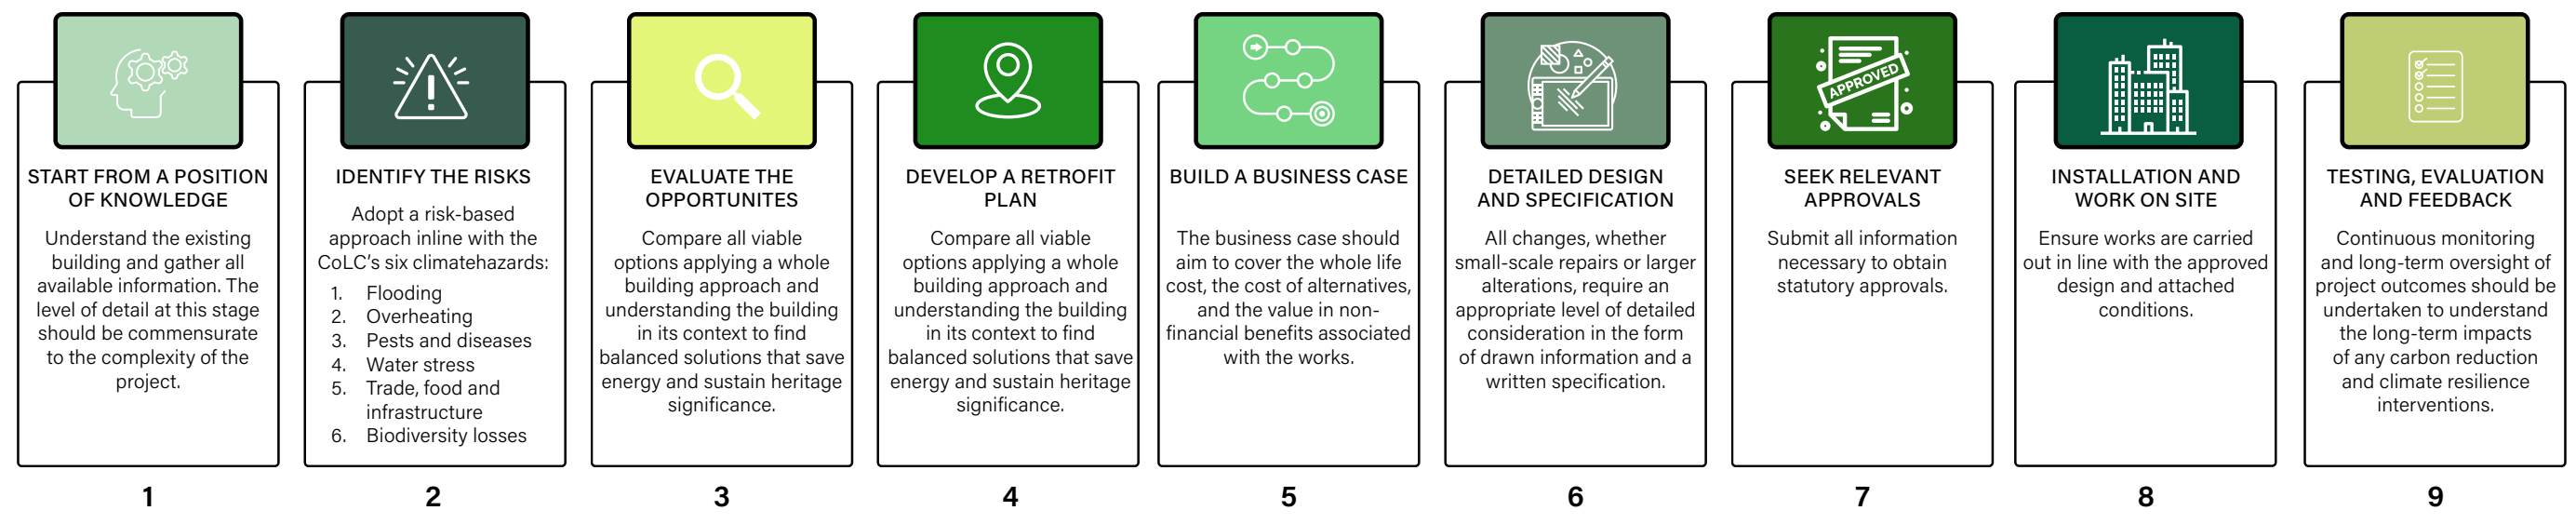 START FROM A POSITION
OF KNOWLEDGE
Understand the existing
building and gather all
available information. The
level of detail at this stage
should be commensurate
to the complexity of the
project.
1
IDENTIFY THE RISKS
Adopt a risk-based
approach inline with the
CoLC's six climatehazards:
1. Flooding
2. Overheating
3. Pests and diseases
4. Water stress
5. Trade, food and
infrastructure
6. Biodiversity losses
2
EVALUATE THE
OPPORTUNITES
Compare all viable
options applying a whole
building approach and
understanding the building
in its context to find
balanced solutions that save
energy and sustain heritage
significance.
3
DEVELOP A RETROFIT
PLAN
Compare all viable
options applying a whole
building approach and
understanding the building
in its context to find
balanced solutions that save
energy and sustain heritage
significance.
4
BUILD A BUSINESS CASE
The business case should
aim to cover the whole life
cost, the cost of alternatives,
and the value in non-
financial benefits associated
with the works.
5
DETAILED DESIGN
AND SPECIFICATION
All changes, whether
small-scale repairs or larger
alterations, require an
appropriate level of detailed
consideration in the form
of drawn information and a
written specification.
6
APPROVED
SEEK RELEVANT
APPROVALS
Submit all information
necessary to obtain
statutory approvals.
7
INSTALLATION AND
WORK ON SITE
Ensure works are carried
out in line with the approved
design and attached
conditions.
8
TESTING, EVALUATION
AND FEEDBACK
Continuous monitoring
and long-term oversight of
project outcomes should be
undertaken to understand
the long-term impacts
of any carbon reduction
and climate resilience
interventions.
9